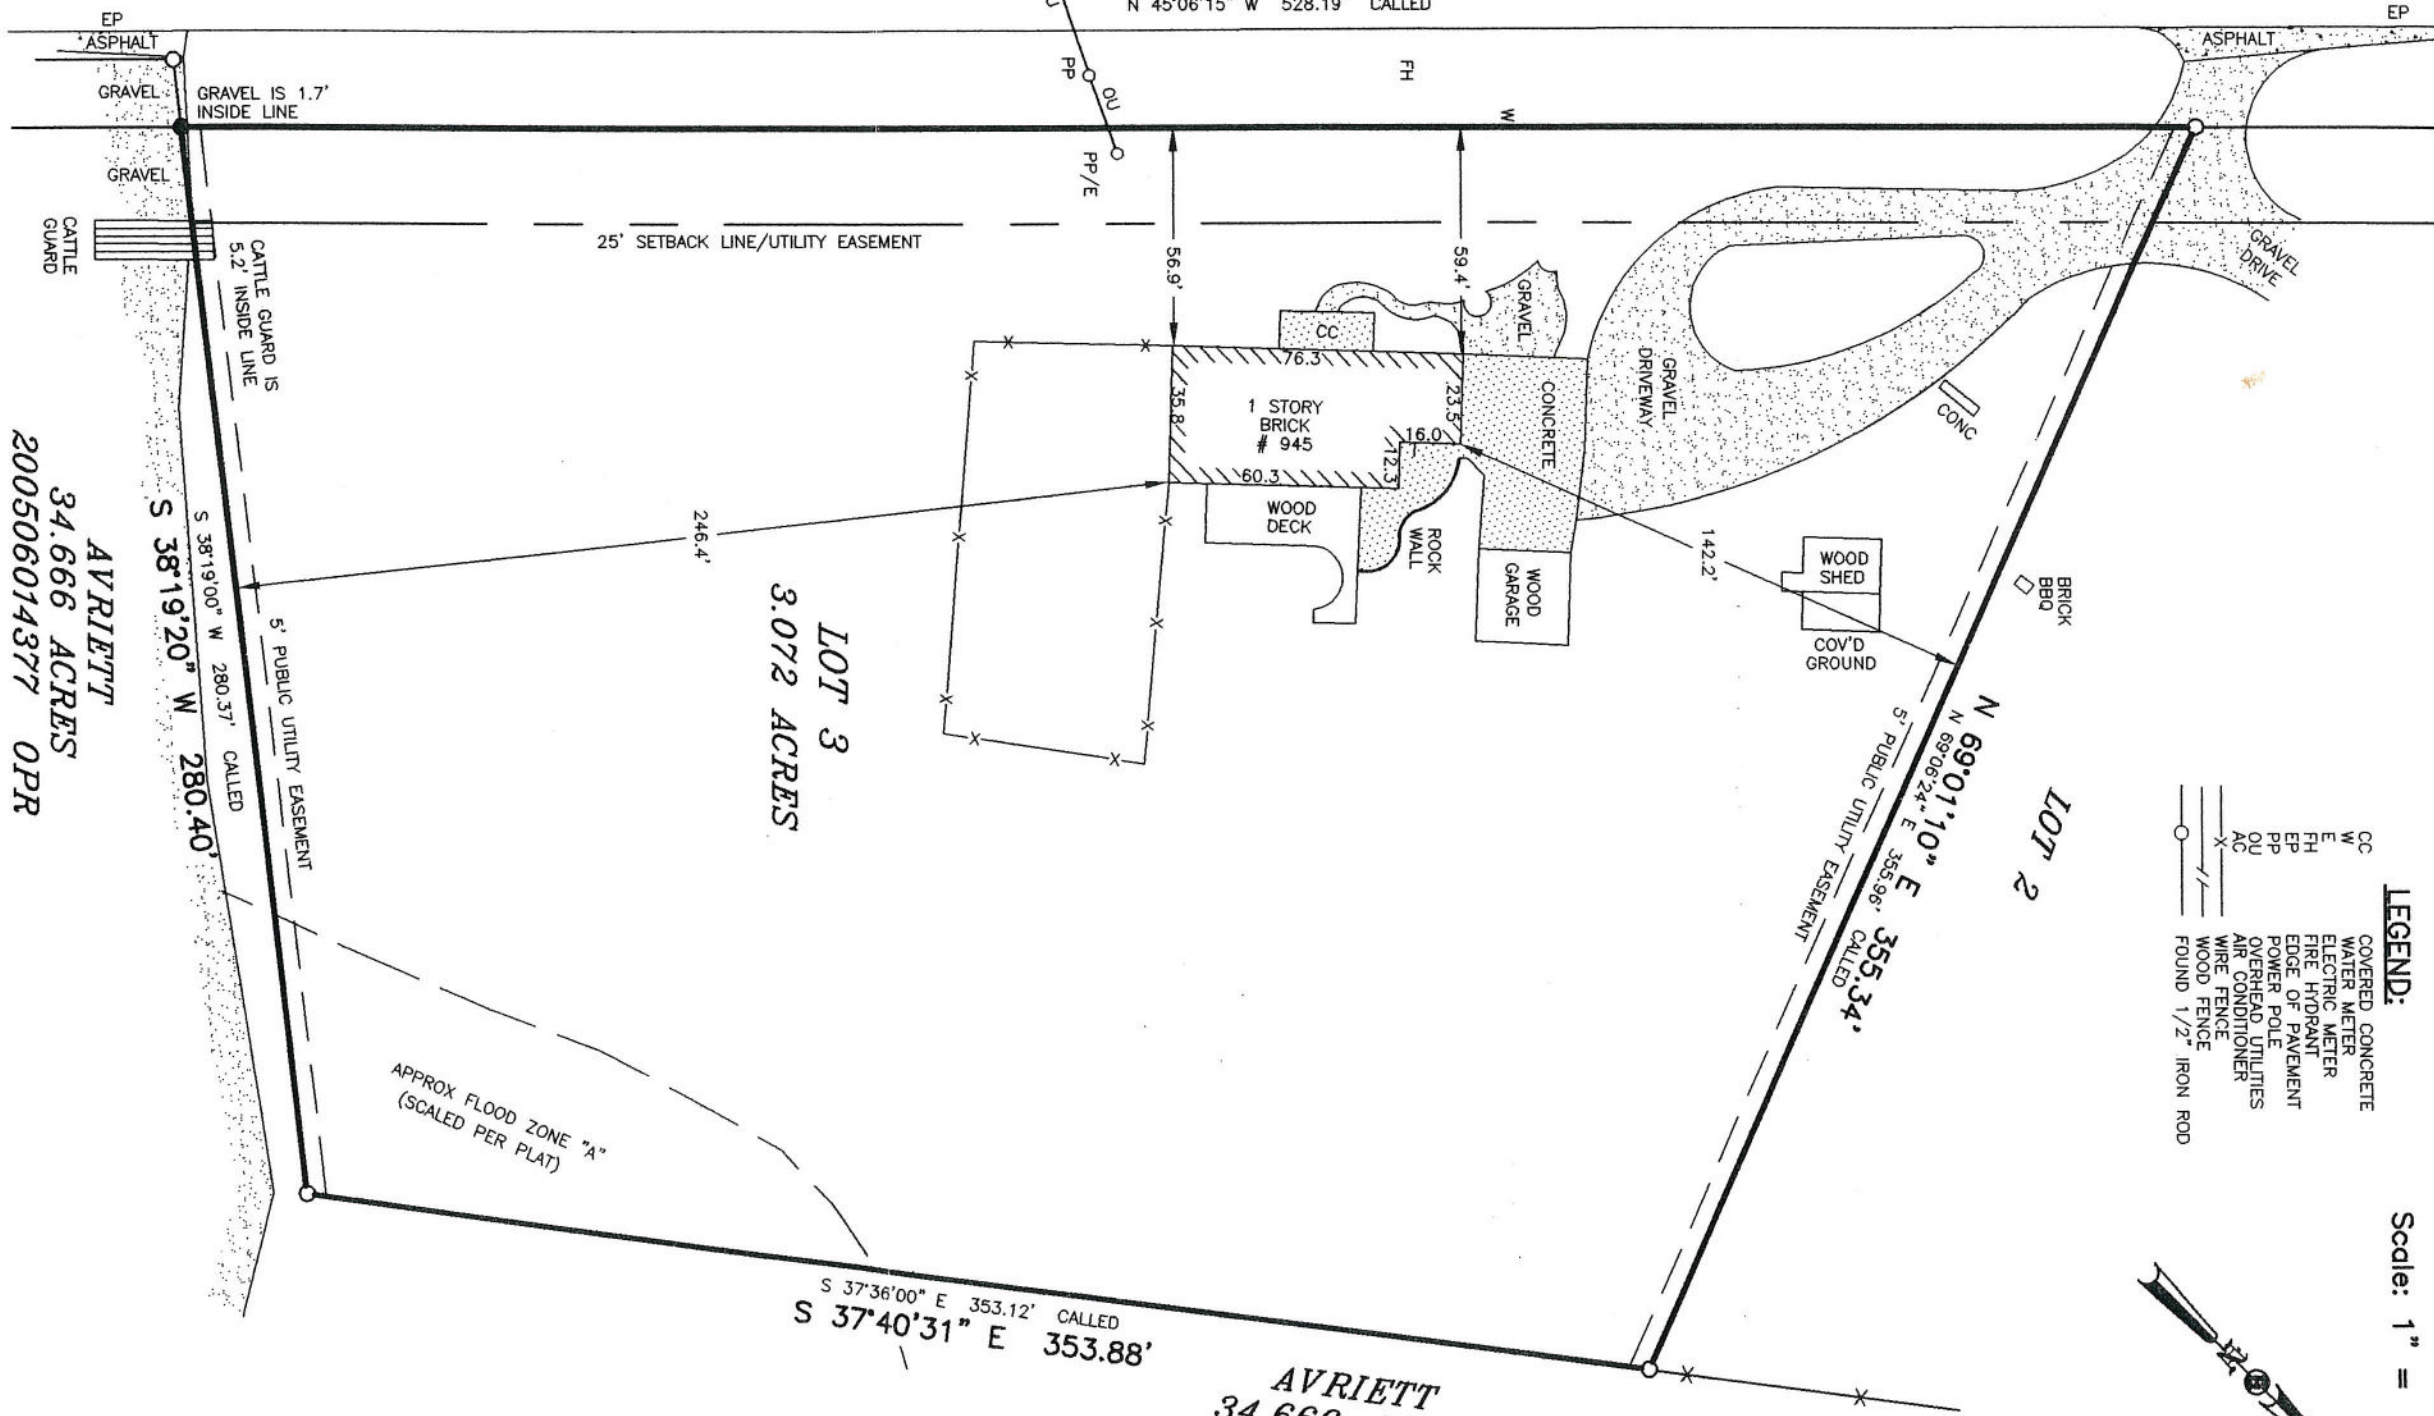 N 45°06'15" W 528.19' CALLED
EP
ASPHALT
EP
ASPHALT
GRAVEL
GRAVEL IS 1.7'
INSIDE LINE
PP
OU
FH
W
PP/E
GRAVEL
CATTLE
GUARD
CATTLE GUARD IS
5.2' INSIDE LINE
25' SETBACK LINE/UTILITY EASEMENT
56.9'
59.4'
GRAVEL
DRIVE
GRAVEL
CC
76.3
35.8
1 STORY
BRICK
# 945
23.5
16.0
12.3
60.3
CONCRETE
GRAVEL
DRIVEWAY
CONC
WOOD
DECK
ROCK
WALL
WOOD
GARAGE
142.2'
WOOD
SHED
COV'D
GROUND
BRICK
BBQ
246.4'
LOT 3
3.072 ACRES
5' PUBLIC UTILITY EASEMENT
S 38°19'00" W 280.37' CALLED
S 38°19'20" W 280.40'
AVRIETT
34.666 ACRES
200506014377 OPR
N 69°01'10" E 355.34'
N 69°06'24" E 355.96' CALLED
5' PUBLIC UTILITY EASEMENT
LOT 2
LEGEND:
CC COVERED CONCRETE
W WATER METER
E ELECTRIC METER
FH FIRE HYDRANT
EP EDGE OF PAVEMENT
PP POWER POLE
OU OVERHEAD UTILITIES
AC AIR CONDITIONER
X WIRE FENCE
// WOOD FENCE
FOUND 1/2" IRON ROD
Scale: 1" =
APPROX FLOOD ZONE "A"
(SCALED PER PLAT)
S 37°36'00" E 353.12' CALLED
S 37°40'31" E 353.88'
AVRIETT